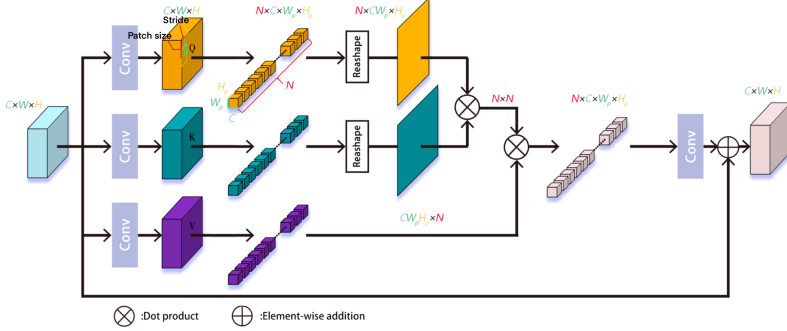 C×W×H
Stride
Patch size
N×C×Wp×Hp
N×CWp×Hp
Conv
Q
Hp
Wp
C
N
Reashape
C×W×H
Conv
K
Reashape
N×N
N×C×Wp×Hp
Conv
C×W×H
Conv
V
CWpHp×N
:Dot product
:Element-wise addition